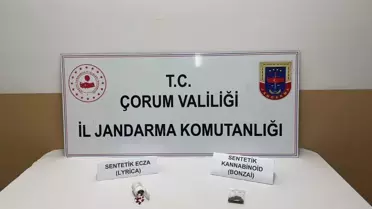 T.C.
ÇORUM VALİLİĞİ
İL JANDARMA KOMUTANLIĞI
SENTETİK ECZA
(LYRICA)
SENTETİK
KANNABİNOİD
(BONZAİ)